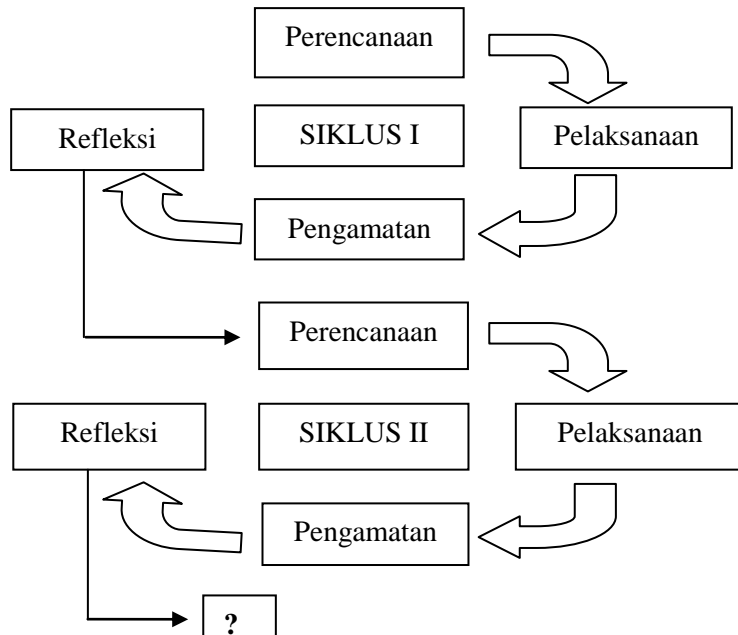 Perencanaan
Refleksi
SIKLUS I
Pelaksanaan
Pengamatan
Perencanaan
Refleksi
SIKLUS II
Pelaksanaan
Pengamatan
?